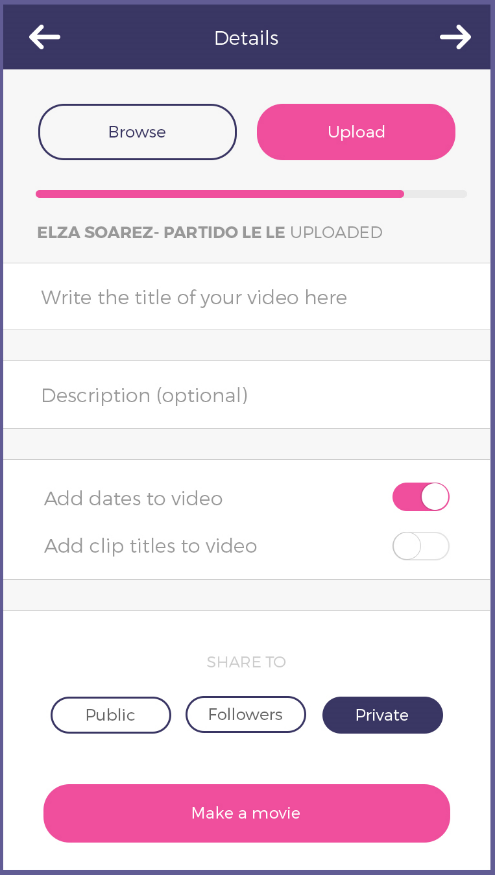 Details
Browse
Upload
ELZA SOAREZ- PARTIDO LE LE UPLOADED
Write the title of your video here
Description (optional)
Add dates to video
Add clip titles to video
SHARE TO
Public
Followers
Private
Make a movie